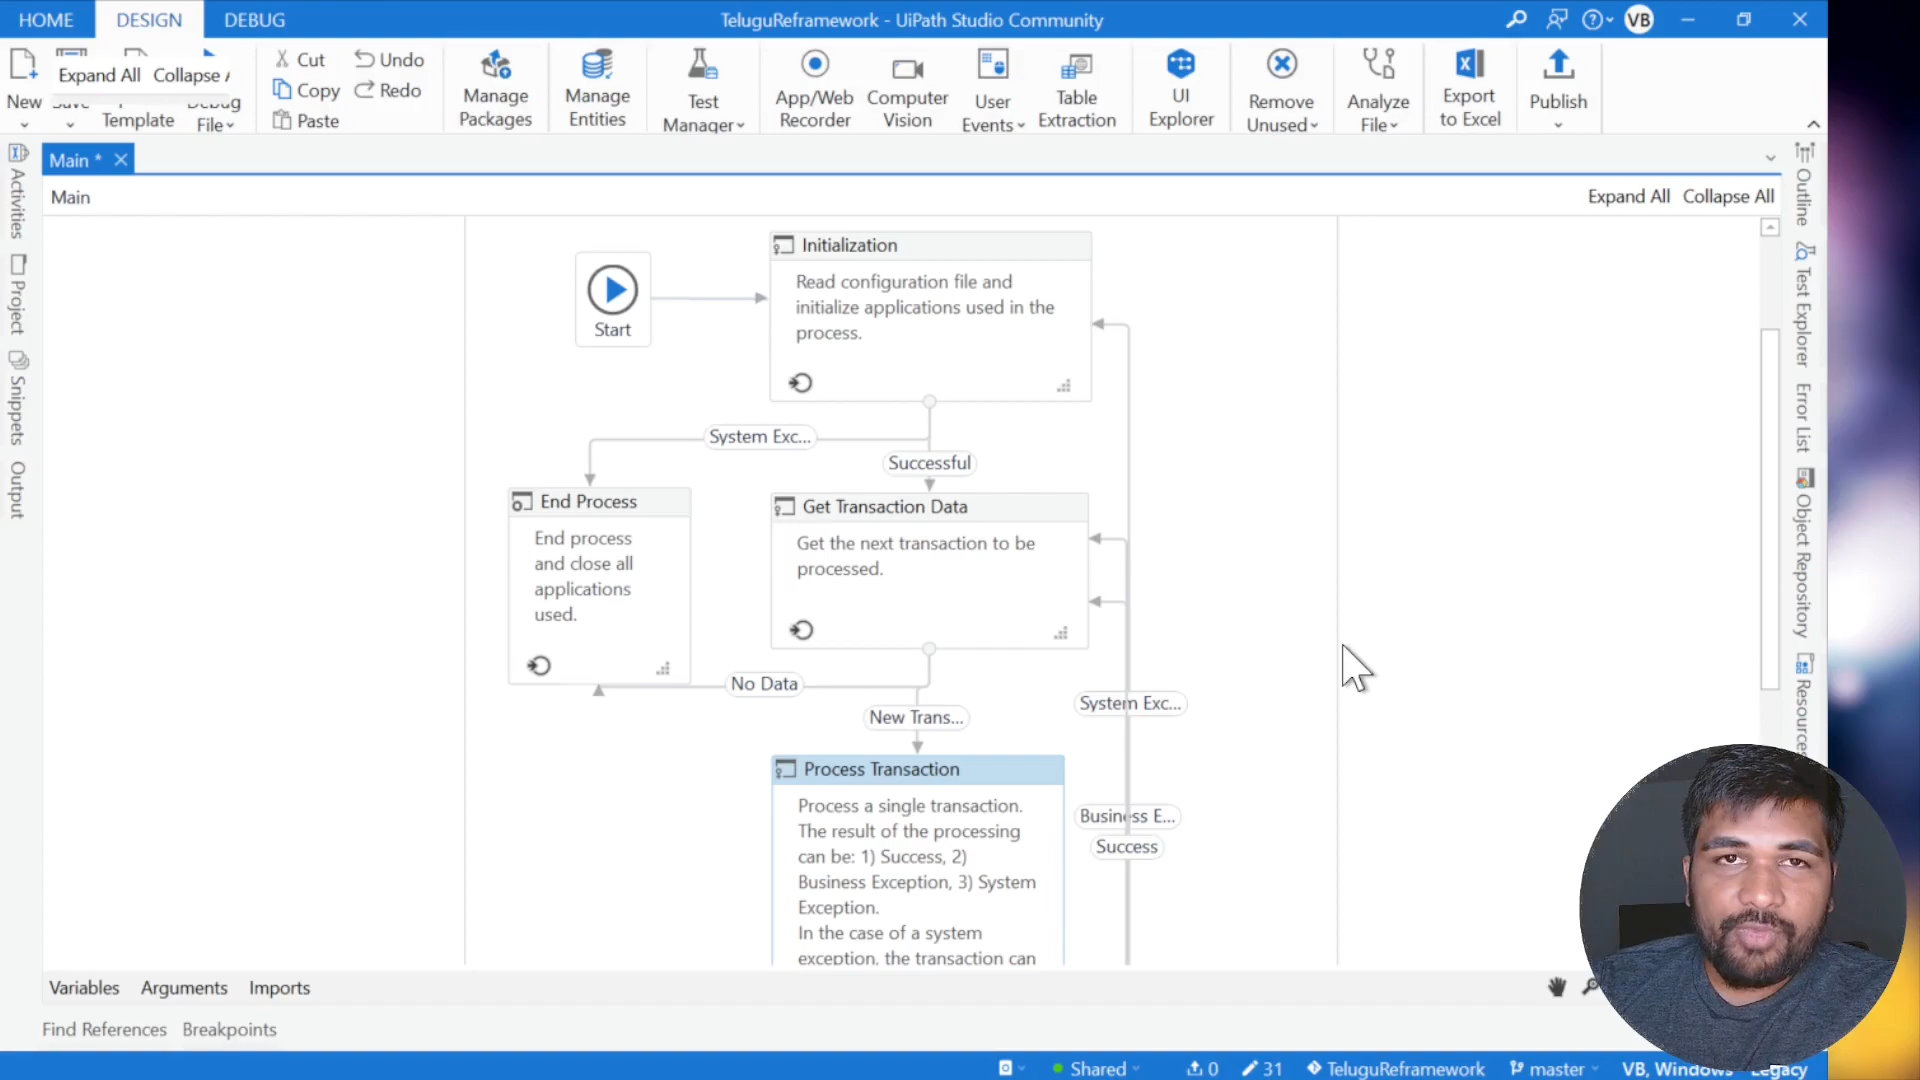 HOME DESIGN DEBUG TeluguReframework - UiPath Studio Community VB
New Expand All Collapse A
Template
Debug
File
Cut
Copy
Paste
Undo
Redo
Manage
Packages
Manage
Entities
Test
Manager
App/Web
Recorder
Computer
Vision
User
Events
Table
Extraction
UI
Explorer
Remove
Unused
Analyze
File
Export
to Excel
Publish
Main *
Main Expand All Collapse All
Activities
Project
Snippets
Output
Outline
Test Explorer
Error List
Object Repository
Resources
Start
Initialization
Read configuration file and
initialize applications used in the
process.
System Exc...
Successful
End Process
End process
and close all
applications
used.
Get Transaction Data
Get the next transaction to be
processed.
No Data
New Trans...
System Exc...
Process Transaction
Process a single transaction.
The result of the processing
can be: 1) Success, 2)
Business Exception, 3) System
Exception.
In the case of a system
exception, the transaction can
Business E...
Success
Variables Arguments Imports
Find References Breakpoints
Shared 0 31 TeluguReframework master VB, Windows Legacy